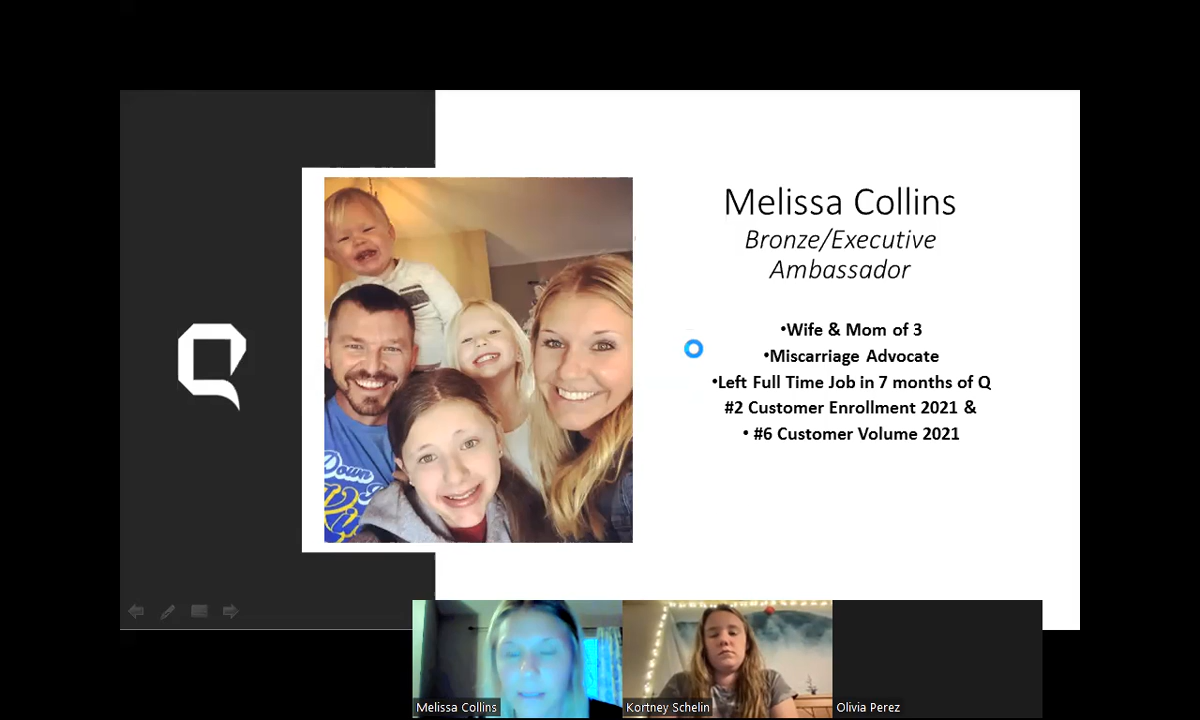 Melissa Collins
Bronze/Executive
Ambassador
•Wife & Mom of 3
•Miscarriage Advocate
•Left Full Time Job in 7 months of Q
#2 Customer Enrollment 2021 &
• #6 Customer Volume 2021
Melissa Collins
Kortney Schelin
Olivia Perez